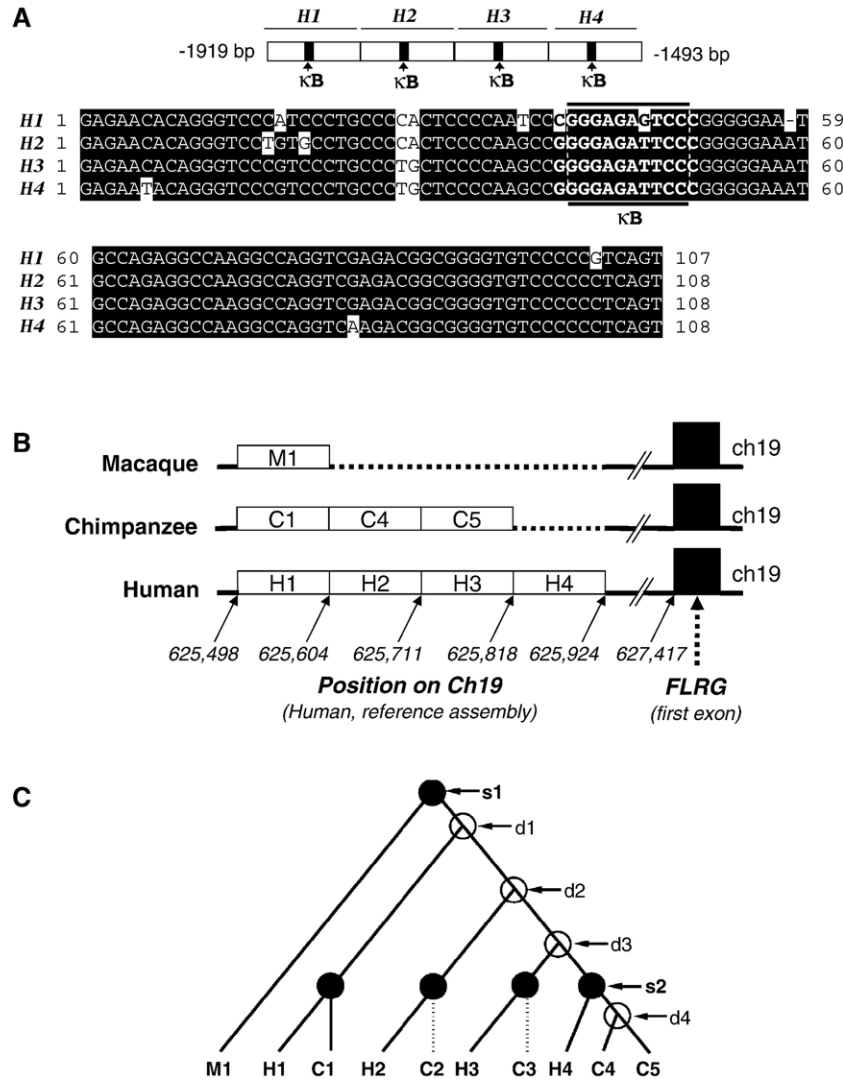 A
H1 H2 H3 H4
-1919 bp -1493 bp
κB κB κB κB
H1 1 GAGAACACAGGGTCCCATCCCTGCCCCACTCCCCAATCCCGGGAGAGTCCCGGGGGAA-T 59
H2 1 GAGAACACAGGGTCCTGTGCCTGCCCCACTCCCCAAGCCGGGGAGATTCCCGGGGGAAAT 60
H3 1 GAGAACACAGGGTCCCGTCCCTGCCCTGCTCCCCAAGCCGGGGAGATTCCCGGGGGAAAT 60
H4 1 GAGAATACAGGGTCCCGTCCCTGCCCTGCTCCCCAAGCCGGGGAGATTCCCGGGGGAAAT 60
κB
H1 60 GCCAGAGGCCAAGGCCAGGTCGAGACGGCGGGGTGTCCCCCGTCAGT 107
H2 61 GCCAGAGGCCAAGGCCAGGTCGAGACGGCGGGGTGTCCCCCCTCAGT 108
H3 61 GCCAGAGGCCAAGGCCAGGTCGAGACGGCGGGGTGTCCCCCCTCAGT 108
H4 61 GCCAGAGGCCAAGGCCAGGTCAAGACGGCGGGGTGTCCCCCCTCAGT 108
B
Macaque M1 ch19
Chimpanzee C1 C4 C5 ch19
Human H1 H2 H3 H4 ch19
625,498 625,604 625,711 625,818 625,924 627,417
Position on Ch19 FLRG
(Human, reference assembly) (first exon)
C
s1
d1
d2
d3
s2
d4
M1 H1 C1 H2 C2 H3 C3 H4 C4 C5